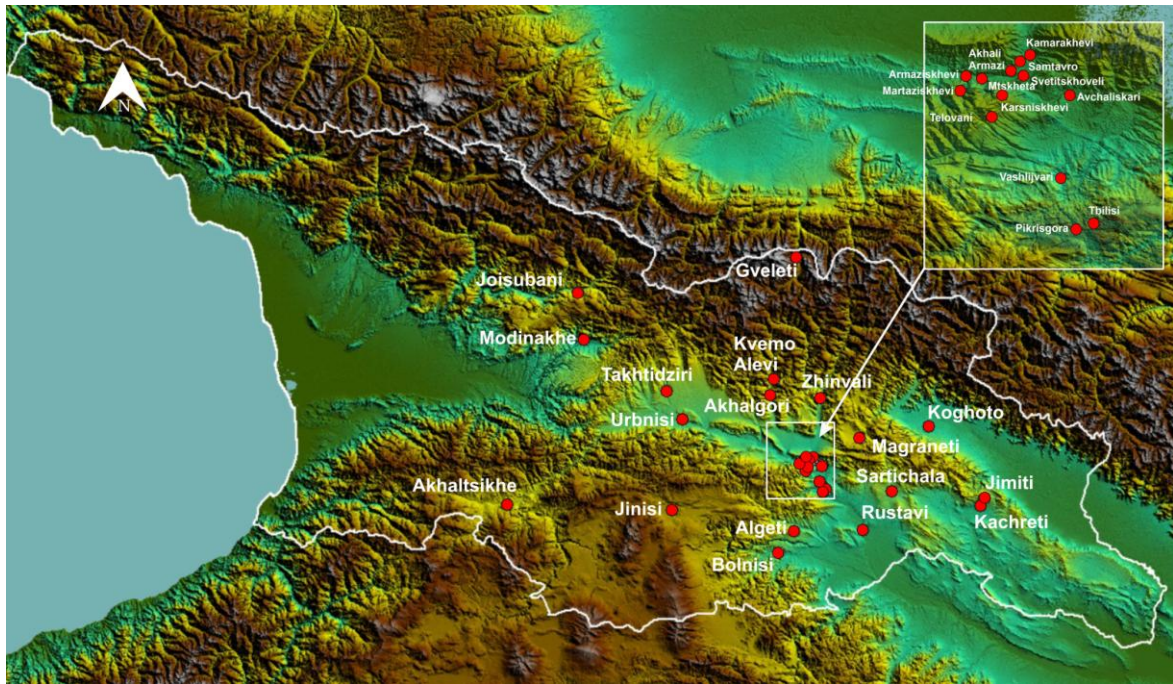 N
Kamarakhevi
Akhali
Armazi
Samtavro
Armaziskhevi
Svetitskhoveli
Martaziskhevi
Mtskheta
Avchaliskari
Karsniskhevi
Telovani
Vashlijvari
Tbilisi
Pikrisgora
Gveleti
Joisubani
Modinakhe
Kvemo
Alevi
Takhtidziri
Zhinvali
Akhalgori
Koghoto
Urbnisi
Magraneti
Sartichala
Akhaltsikhe
Jimiti
Jinisi
Rustavi
Kachreti
Algeti
Bolnisi